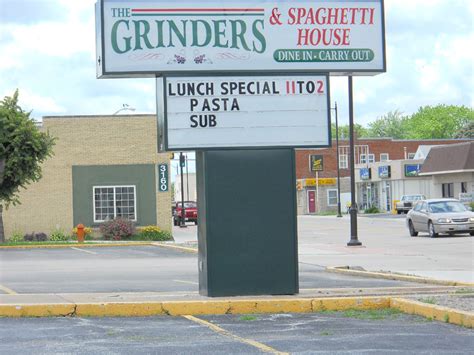 THE
GRINDERS
& SPAGHETTI
HOUSE
DINE IN - CARRY OUT
LUNCH SPECIAL 11TO2
PASTA
SUB
3160